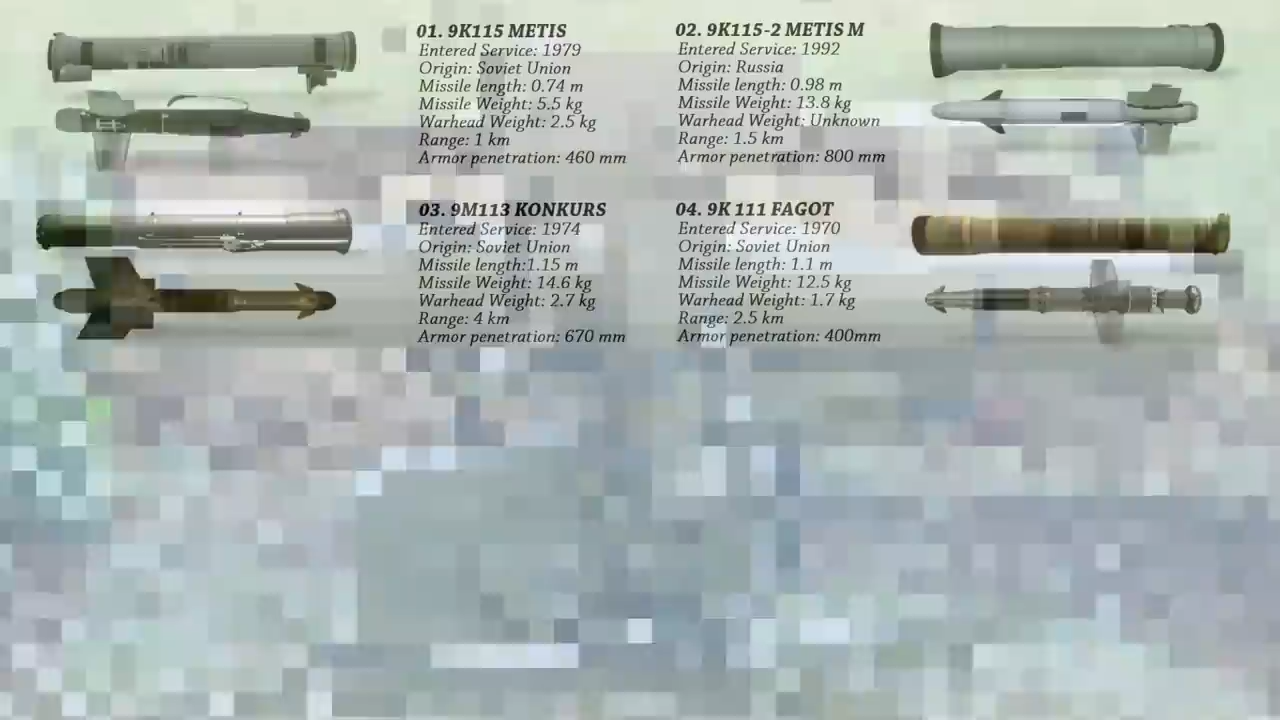 01. 9K115 METIS
Entered Service: 1979
Origin: Soviet Union
Missile length: 0.74 m
Missile Weight: 5.5 kg
Warhead Weight: 2.5 kg
Range: 1 km
Armor penetration: 460 mm
02. 9K115-2 METIS M
Entered Service: 1992
Origin: Russia
Missile length: 0.98 m
Missile Weight: 13.8 kg
Warhead Weight: Unknown
Range: 1.5 km
Armor penetration: 800 mm
03. 9M113 KONKURS
Entered Service: 1974
Origin: Soviet Union
Missile length:1.15 m
Missile Weight: 14.6 kg
Warhead Weight: 2.7 kg
Range: 4 km
Armor penetration: 670 mm
04. 9K 111 FAGOT
Entered Service: 1970
Origin: Soviet Union
Missile length: 1.1 m
Missile Weight: 12.5 kg
Warhead Weight: 1.7 kg
Range: 2.5 km
Armor penetration: 400mm